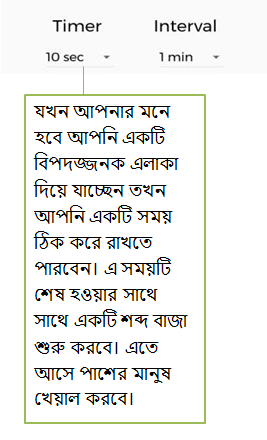 Timer Interval
10 sec 1 min
যখন আপনার মনে
হবে আপনি একটি
বিপদজ্জনক এলাকা
দিয়ে যাচ্ছেন তখন
আপনি একটি সময়
ঠিক করে রাখতে
পারবেন। এ সময়টি
শেষ হওয়ার সাথে
সাথে একটি শব্দ বাজা
শুরু করবে। এতে
আসে পাশের মানুষ
খেয়াল করবে।